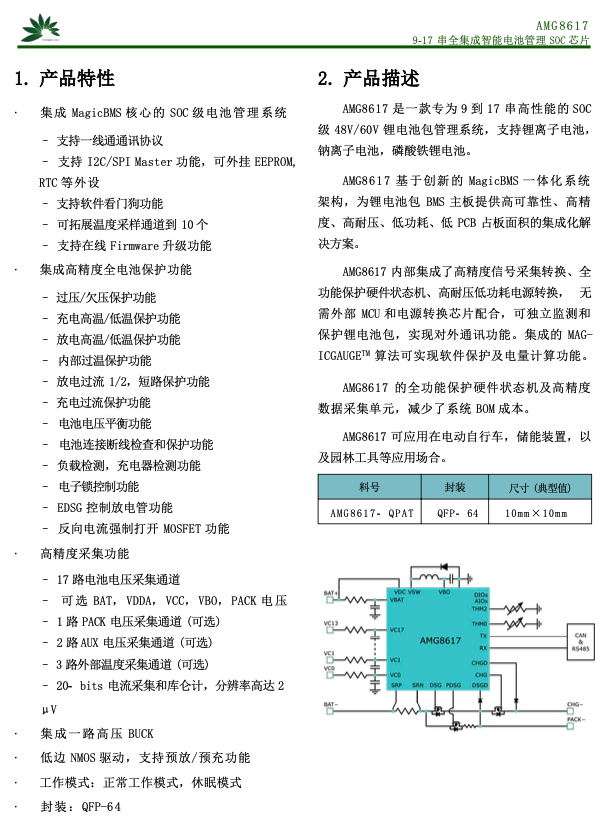 AMG8617
9-17 串全集成智能电池管理 SOC 芯片
1. 产品特性
· 集成 MagicBMS 核心的 SOC 级电池管理系统
– 支持一线通通讯协议
– 支持 I2C/SPI Master 功能，可外挂 EEPROM,
RTC 等外设
– 支持软件看门狗功能
– 可拓展温度采样通道到 10 个
– 支持在线 Firmware 升级功能
· 集成高精度全电池保护功能
– 过压/欠压保护功能
– 充电高温/低温保护功能
– 放电高温/低温保护功能
– 内部过温保护功能
– 放电过流 1/2，短路保护功能
– 充电过流保护功能
– 电池电压平衡功能
– 电池连接断线检查和保护功能
– 负载检测，充电器检测功能
– 电子锁控制功能
– EDSG 控制放电管功能
– 反向电流强制打开 MOSFET 功能
· 高精度采集功能
– 17 路电池电压采集通道
– 可选 BAT, VDDA, VCC, VBO, PACK 电压
– 1 路 PACK 电压采集通道（可选）
– 2 路 AUX 电压采集通道（可选）
– 3 路外部温度采集通道（可选）
– 20- bits 电流采集和库仑计，分辨率高达 2
μV
· 集成一路高压 BUCK
· 低边 NMOS 驱动，支持预放/预充功能
· 工作模式：正常工作模式，休眠模式
· 封装：QFP-64
2. 产品描述
AMG8617 是一款专为 9 到 17 串高性能的 SOC
级 48V/60V 锂电池包管理系统，支持锂离子电池，
钠离子电池，磷酸铁锂电池。
AMG8617 基于创新的 MagicBMS 一体化系统
架构，为锂电池包 BMS 主板提供高可靠性、高精
度、高耐压、低功耗、低 PCB 占板面积的集成化解
决方案。
AMG8617 内部集成了高精度信号采集转换、全
功能保护硬件状态机、高耐压低功耗电源转换， 无
需外部 MCU 和电源转换芯片配合，可独立监测和
保护锂电池包，实现对外通讯功能。集成的 MAG-
ICGAUGE™ 算法可实现软件保护及电量计算功能。
AMG8617 的全功能保护硬件状态机及高精度
数据采集单元，减少了系统 BOM 成本。
AMG8617 可应用在电动自行车，储能装置，以
及园林工具等应用场合。
料号 封装 尺寸（典型值)
AMG8617- QPAT QFP- 64 10mm×10mm
BAT+
VDC VSW VBO
VBAT
DIOx
AIOx
THM2
VC13
VC17
THM0
TX
RX
AMG8617
CAN
&
RS485
VC1
VC1
CHGD
VC0
VC0
CHG
SRP SRN DSG PDSG DSGD
BAT−
CHG−
PACK−